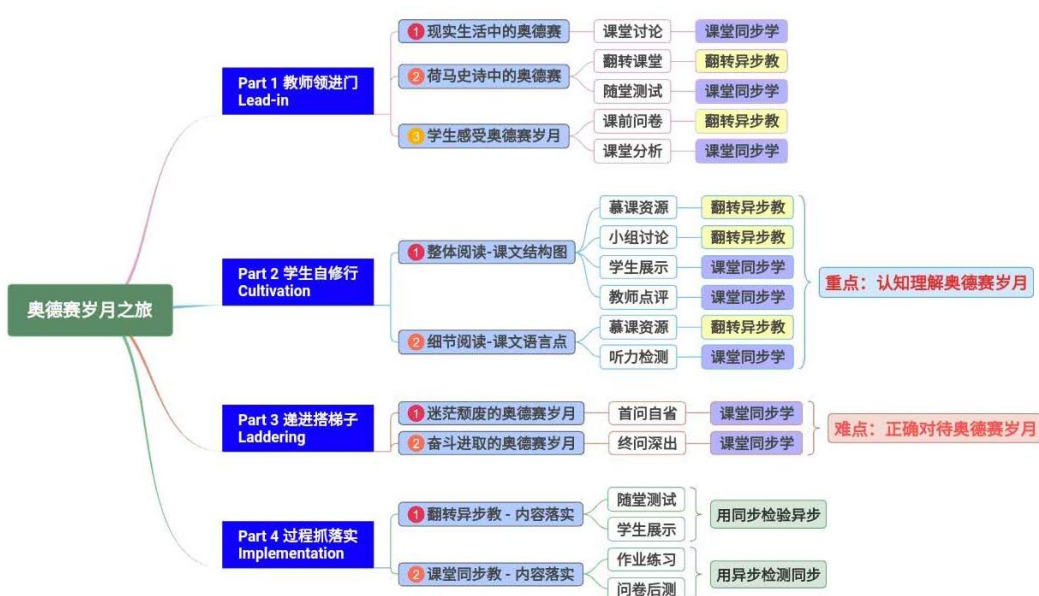 奥德赛岁月之旅
Part 1 教师领进门
Lead-in
1 现实生活中的奥德赛
课堂讨论
课堂同步学
2 荷马史诗中的奥德赛
翻转课堂
翻转异步教
随堂测试
课堂同步学
3 学生感受奥德赛岁月
课前问卷
翻转异步教
课堂分析
课堂同步学
Part 2 学生自修行
Cultivation
1 整体阅读-课文结构图
慕课资源
翻转异步教
小组讨论
翻转异步教
学生展示
课堂同步学
教师点评
课堂同步学
2 细节阅读-课文语言点
慕课资源
翻转异步教
听力检测
课堂同步学
重点：认知理解奥德赛岁月
Part 3 递进搭梯子
Laddering
1 迷茫颓废的奥德赛岁月
首问自省
课堂同步学
2 奋斗进取的奥德赛岁月
终问深出
课堂同步学
难点：正确对待奥德赛岁月
Part 4 过程抓落实
Implementation
1 翻转异步教 - 内容落实
随堂测试
学生展示
用同步检验异步
2 课堂同步教 - 内容落实
作业练习
问卷后测
用异步检测同步